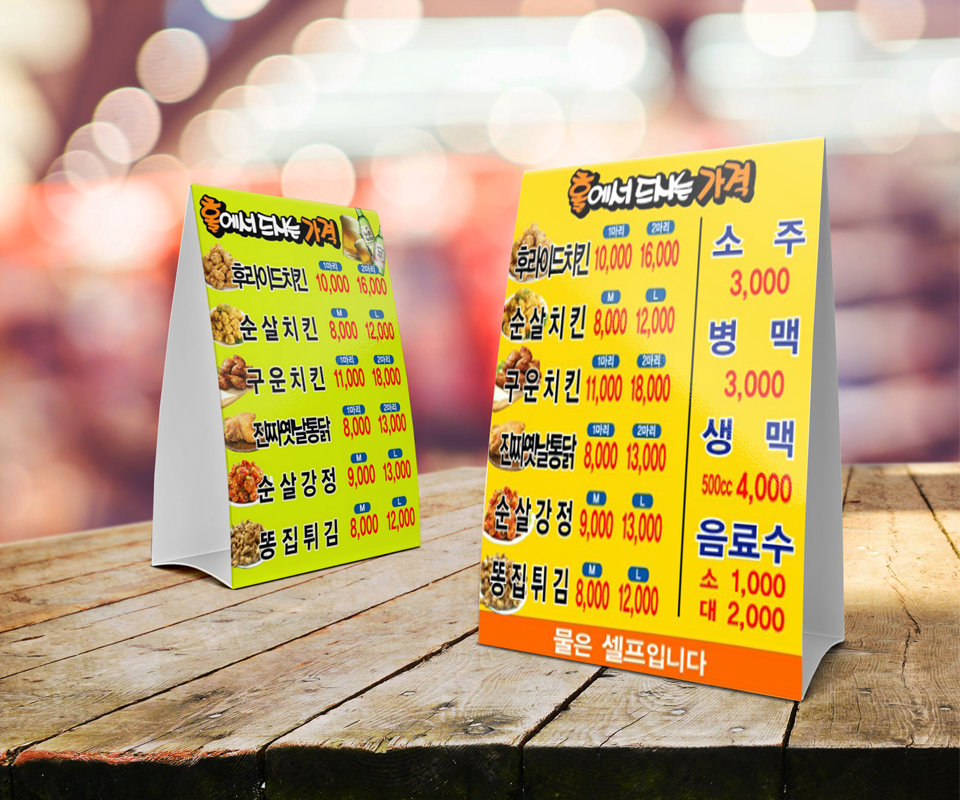 홀에서 드시는 가격
1마리 2마리
후라이드치킨 10,000 16,000
M L
순살치킨 8,000 12,000
1마리 2마리
구운치킨 11,000 18,000
1마리 2마리
진짜옛날통닭 8,000 13,000
M L
순살강정 9,000 13,000
M L
똥집튀김 8,000 12,000
홀에서 드시는 가격
1마리 2마리
후라이드치킨 10,000 16,000
M L
순살치킨 8,000 12,000
1마리 2마리
구운치킨 11,000 18,000
1마리 2마리
진짜옛날통닭 8,000 13,000
M L
순살강정 9,000 13,000
M L
똥집튀김 8,000 12,000
소주
3,000
병맥
3,000
생맥
500cc 4,000
음료수
소 1,000
대 2,000
물은 셀프입니다